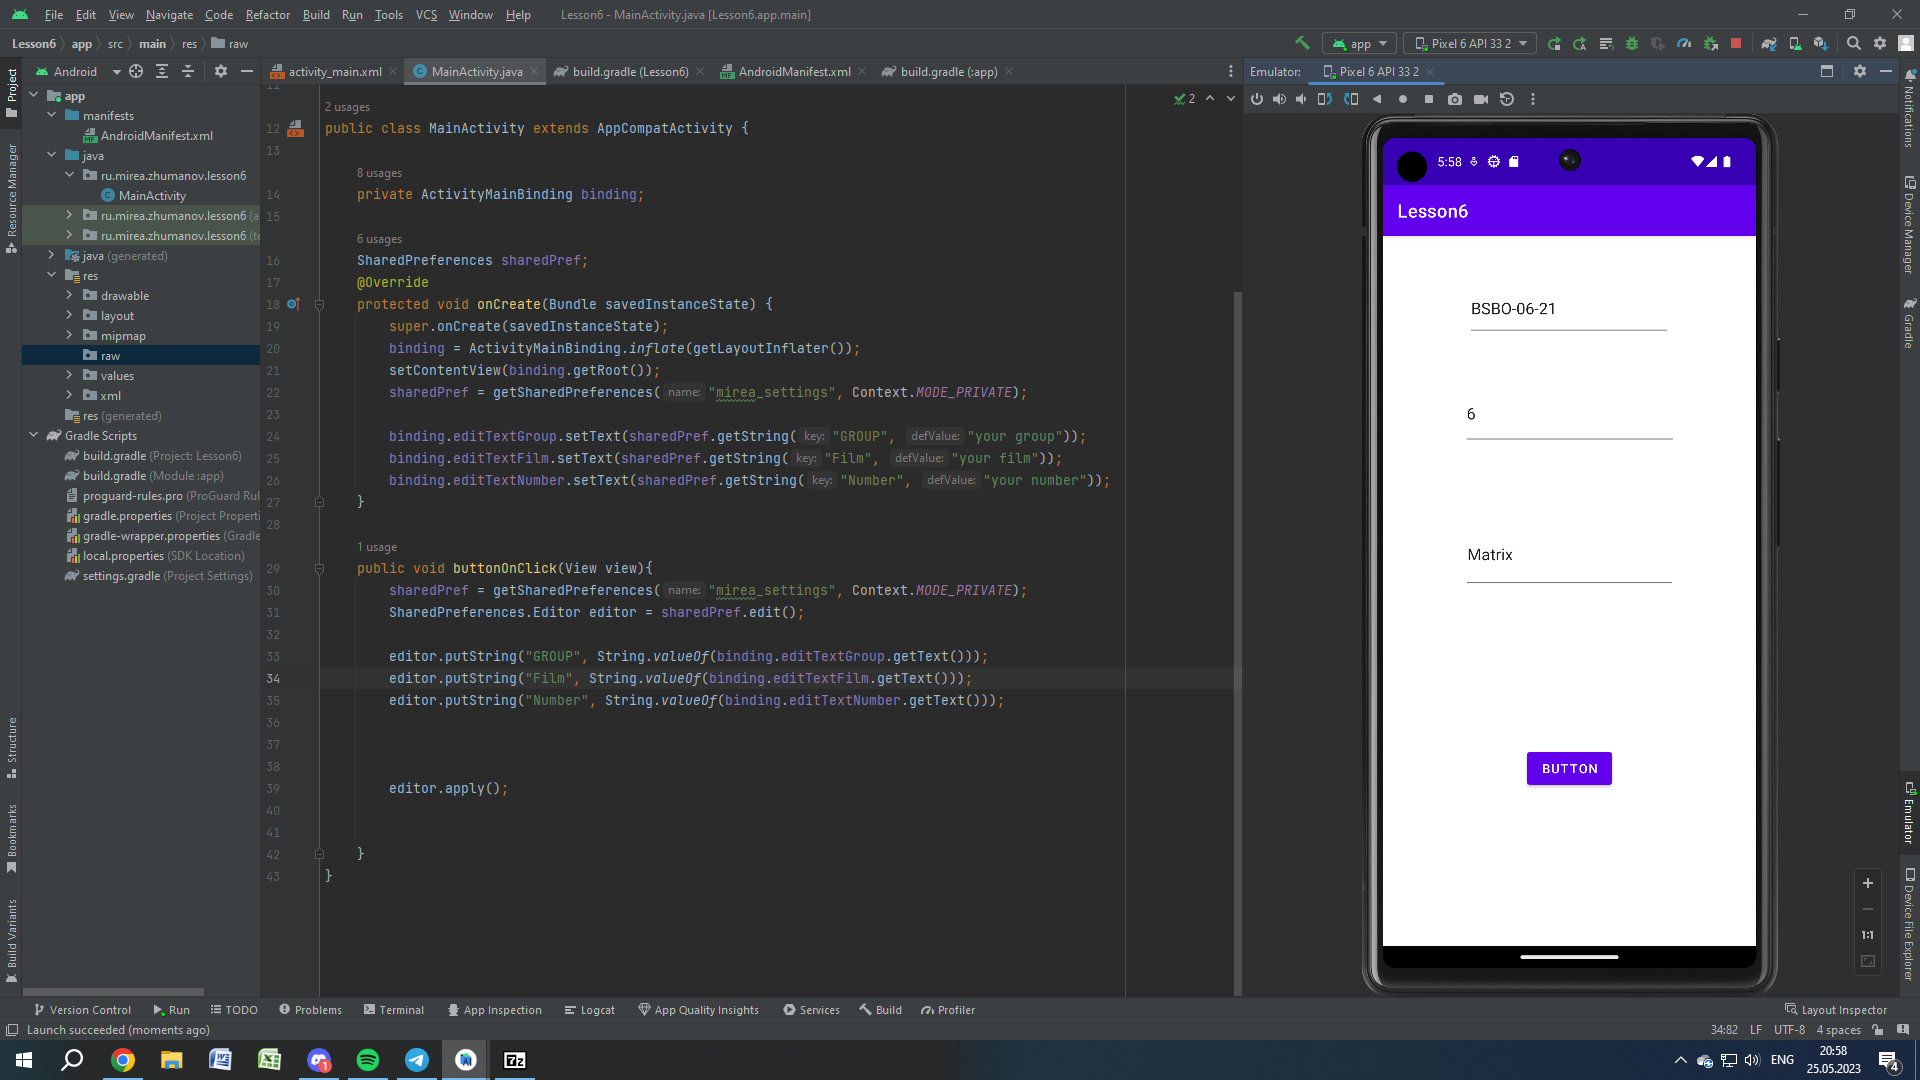 File Edit View Navigate Code Refactor Build Run Tools VCS Window Help Lesson6 - MainActivity.java [Lesson6.app.main]
Lesson6 app src main res raw
app Pixel 6 API 33 2
Android
activity_main.xml MainActivity.java build.gradle (Lesson6) AndroidManifest.xml build.gradle (:app)
Emulator: Pixel 6 API 33 2
Project
Resource Manager
Structure
Bookmarks
Build Variants
app
manifests
AndroidManifest.xml
java
ru.mirea.zhumanov.lesson6
MainActivity
ru.mirea.zhumanov.lesson6 (a
ru.mirea.zhumanov.lesson6 (te
java (generated)
res
drawable
layout
mipmap
raw
values
xml
res (generated)
Gradle Scripts
build.gradle (Project: Lesson6)
build.gradle (Module :app)
proguard-rules.pro (ProGuard Rul
gradle.properties (Project Properti
gradle-wrapper.properties (Gradle
local.properties (SDK Location)
settings.gradle (Project Settings)
11
2 usages
2
12 public class MainActivity extends AppCompatActivity {
13
8 usages
14 private ActivityMainBinding binding;
15
6 usages
16 SharedPreferences sharedPref;
17 @Override
18 protected void onCreate(Bundle savedInstanceState) {
19 super.onCreate(savedInstanceState);
20 binding = ActivityMainBinding.inflate(getLayoutInflater());
21 setContentView(binding.getRoot());
22 sharedPref = getSharedPreferences( name: "mirea_settings", Context.MODE_PRIVATE);
23
24 binding.editTextGroup.setText(sharedPref.getString( key: "GROUP", defValue: "your group"));
25 binding.editTextFilm.setText(sharedPref.getString( key: "Film", defValue: "your film"));
26 binding.editTextNumber.setText(sharedPref.getString( key: "Number", defValue: "your number"));
27 }
28
1 usage
29 public void buttonOnClick(View view){
30 sharedPref = getSharedPreferences( name: "mirea_settings", Context.MODE_PRIVATE);
31 SharedPreferences.Editor editor = sharedPref.edit();
32
33 editor.putString("GROUP", String.valueOf(binding.editTextGroup.getText()));
34 editor.putString("Film", String.valueOf(binding.editTextFilm.getText()));
35 editor.putString("Number", String.valueOf(binding.editTextNumber.getText()));
36
37
38
39 editor.apply();
40
41
42 }
43 }
5:58
Lesson6
BSBO-06-21
6
Matrix
BUTTON
1:1
Notifications
Device Manager
Gradle
Emulator
Device File Explorer
Version Control Run TODO Problems Terminal App Inspection Logcat App Quality Insights Services Build Profiler Layout Inspector
Launch succeeded (moments ago) 34:82 LF UTF-8 4 spaces
1 7z ENG 20:58
25.05.2023 4